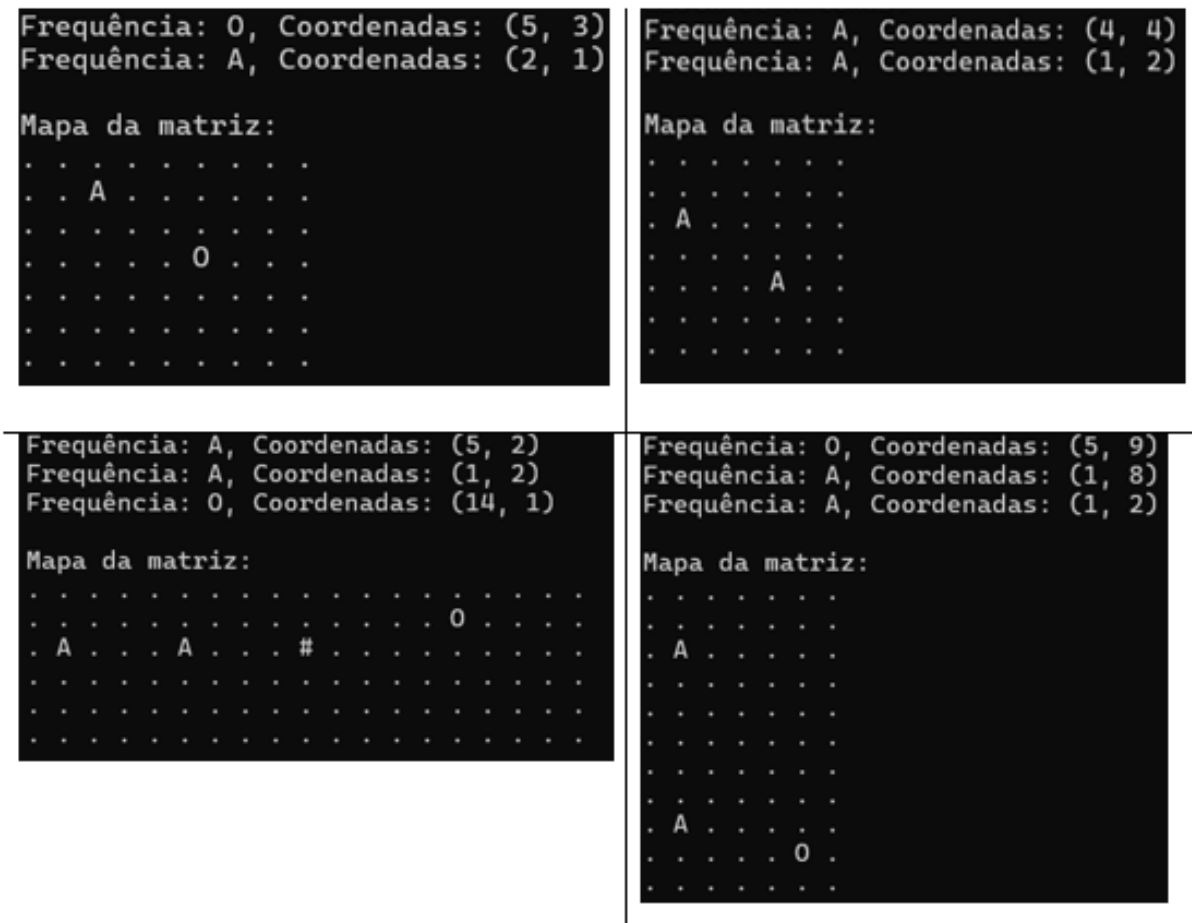 Frequência: O, Coordenadas: (5, 3)
Frequência: A, Coordenadas: (2, 1)
Mapa da matriz:
. . . . . . . . .
. . A . . . . . .
. . . . . . . . .
. . . . . O . . .
. . . . . . . . .
. . . . . . . . .
. . . . . . . . .
Frequência: A, Coordenadas: (4, 4)
Frequência: A, Coordenadas: (1, 2)
Mapa da matriz:
. . . . . . .
. . . . . . .
. A . . . . .
. . . . . . .
. . . . A . .
. . . . . . .
. . . . . . .
Frequência: A, Coordenadas: (5, 2)
Frequência: A, Coordenadas: (1, 2)
Frequência: O, Coordenadas: (14, 1)
Mapa da matriz:
. . . . . . . . . . . . . . . . . . .
. . . . . . . . . . . . . . O . . . .
. A . . . A . . . # . . . . . . . . .
. . . . . . . . . . . . . . . . . . .
. . . . . . . . . . . . . . . . . . .
. . . . . . . . . . . . . . . . . . .
Frequência: O, Coordenadas: (5, 9)
Frequência: A, Coordenadas: (1, 8)
Frequência: A, Coordenadas: (1, 2)
Mapa da matriz:
. . . . . . .
. . . . . . .
. A . . . . .
. . . . . . .
. . . . . . .
. . . . . . .
. . . . . . .
. . . . . . .
. A . . . . .
. . . . . O .
. . . . . . .